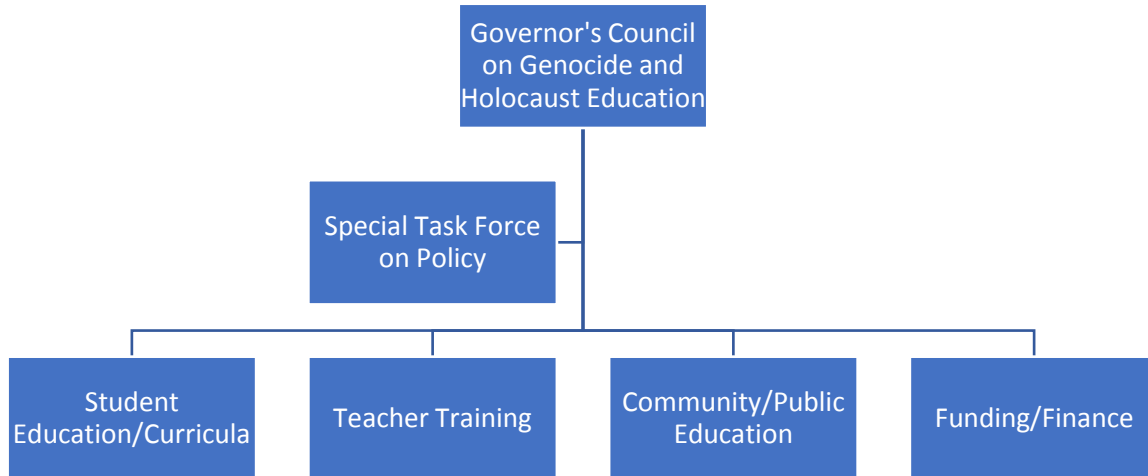 Governor's Council
on Genocide and
Holocaust Education
Special Task Force
on Policy
Student
Education/Curricula
Teacher Training
Community/Public
Education
Funding/Finance